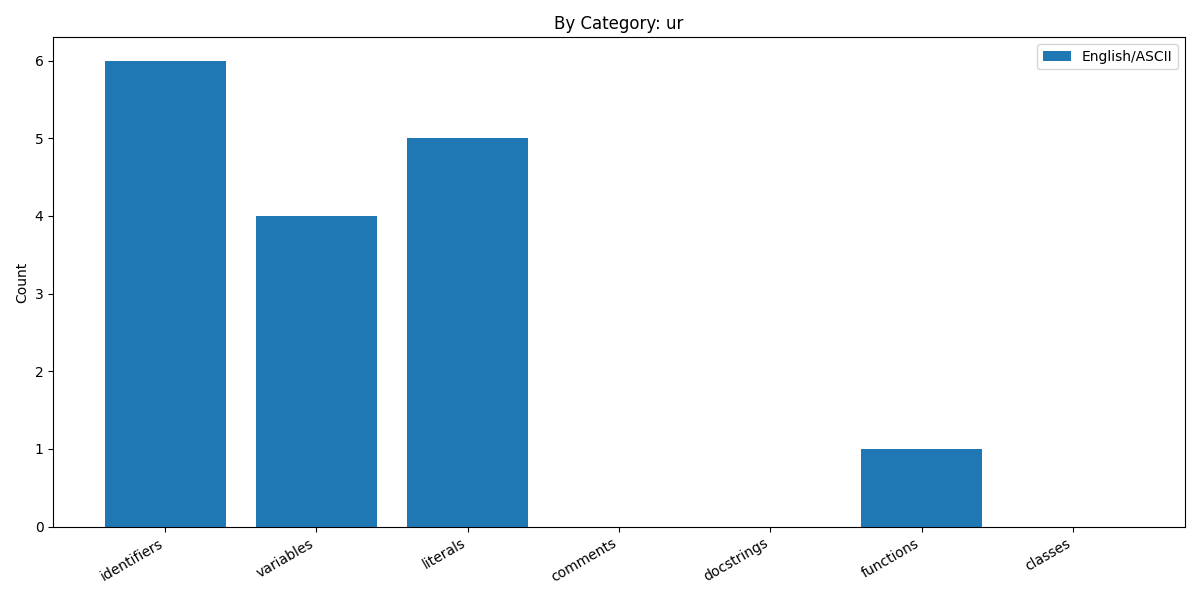 By Category: ur
English/ASCII
Count
6
5
4
3
2
1
0
identifiers
variables
literals
comments
docstrings
functions
classes